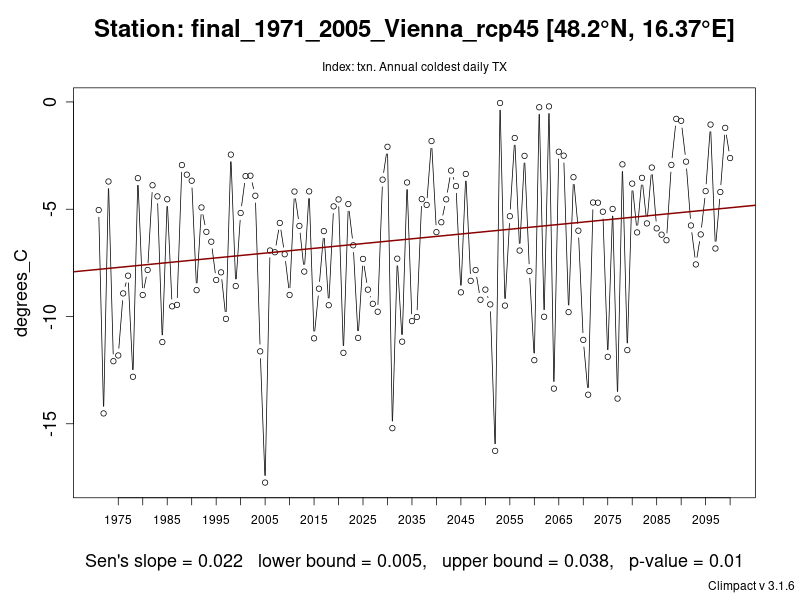 Station: final_1971_2005_Vienna_rcp45 [48.2°N, 16.37°E]
Index: txn. Annual coldest daily TX
degrees_C
0
-5
-10
-15
1975 1985 1995 2005 2015 2025 2035 2045 2055 2065 2075 2085 2095
Sen's slope = 0.022 lower bound = 0.005, upper bound = 0.038, p-value = 0.01
Climpact v 3.1.6